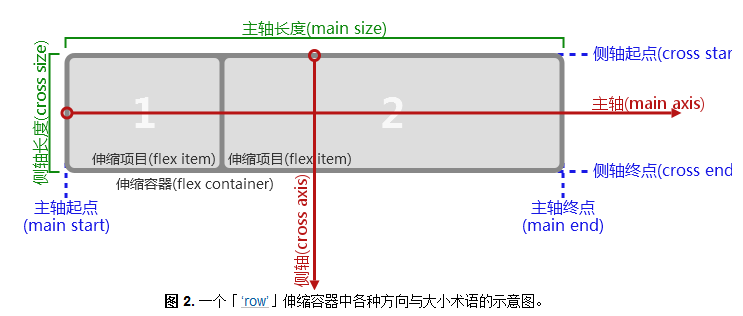 主轴长度(main size)
侧轴长度(cross size)
侧轴起点(cross star
1
2
主轴(main axis)
伸缩项目(flex item)
伸缩项目(flex item)
侧轴终点(cross end
伸缩容器(flex container)
主轴起点
(main start)
侧轴(cross axis)
主轴终点
(main end)
图 2. 一个「‘row’」伸缩容器中各种方向与大小术语的示意图。